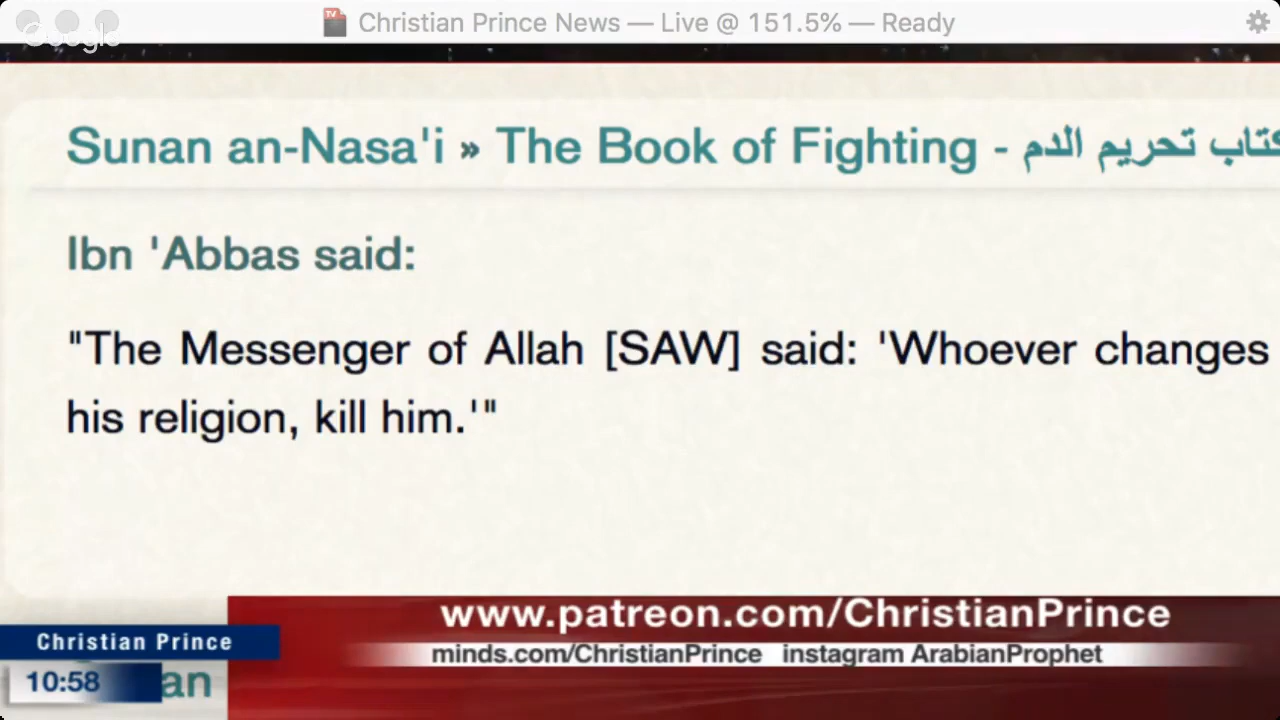 Christian Prince News — Live @ 151.5% — Ready
Google
Sunan an-Nasa'i » The Book of Fighting - كتاب تحريم الدم
Ibn 'Abbas said:
"The Messenger of Allah [SAW] said: 'Whoever changes
his religion, kill him.'"
www.patreon.com/ChristianPrince
Christian Prince
minds.com/ChristianPrince instagram ArabianProphet
10:58
an